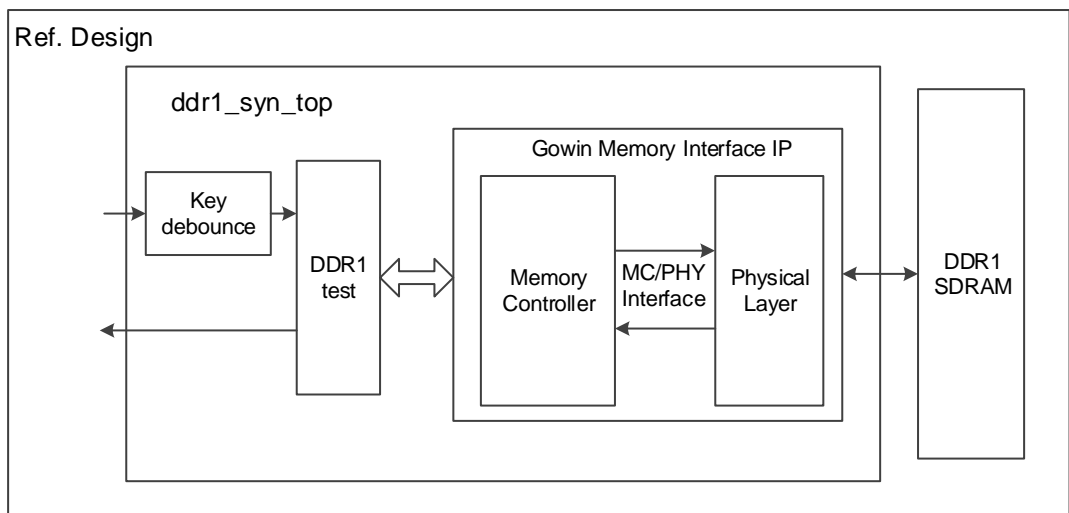 Ref. Design
ddr1_syn_top
Gowin Memory Interface IP
Key
debounce
DDR1
test
Memory
Controller
MC/PHY
Interface
Physical
Layer
DDR1
SDRAM